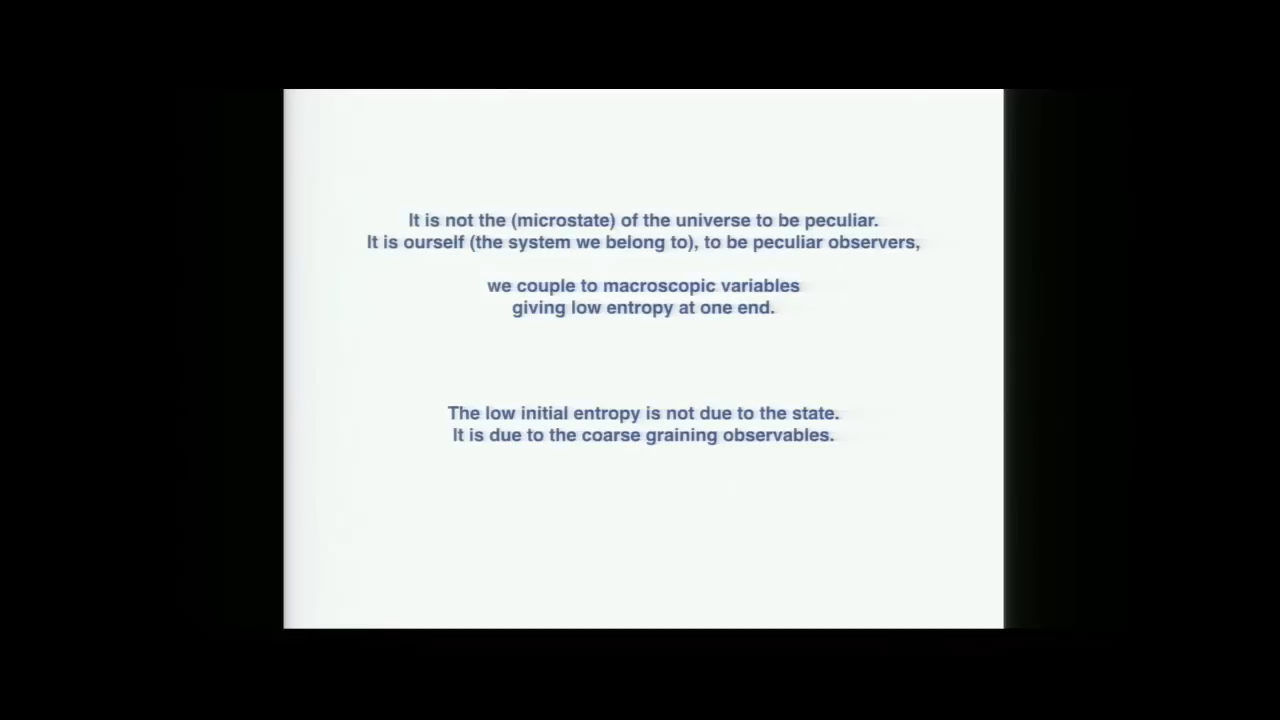 It is not the (microstate) of the universe to be peculiar.
It is ourself (the system we belong to), to be peculiar observers,
we couple to macroscopic variables
giving low entropy at one end.
The low initial entropy is not due to the state.
It is due to the coarse graining observables.